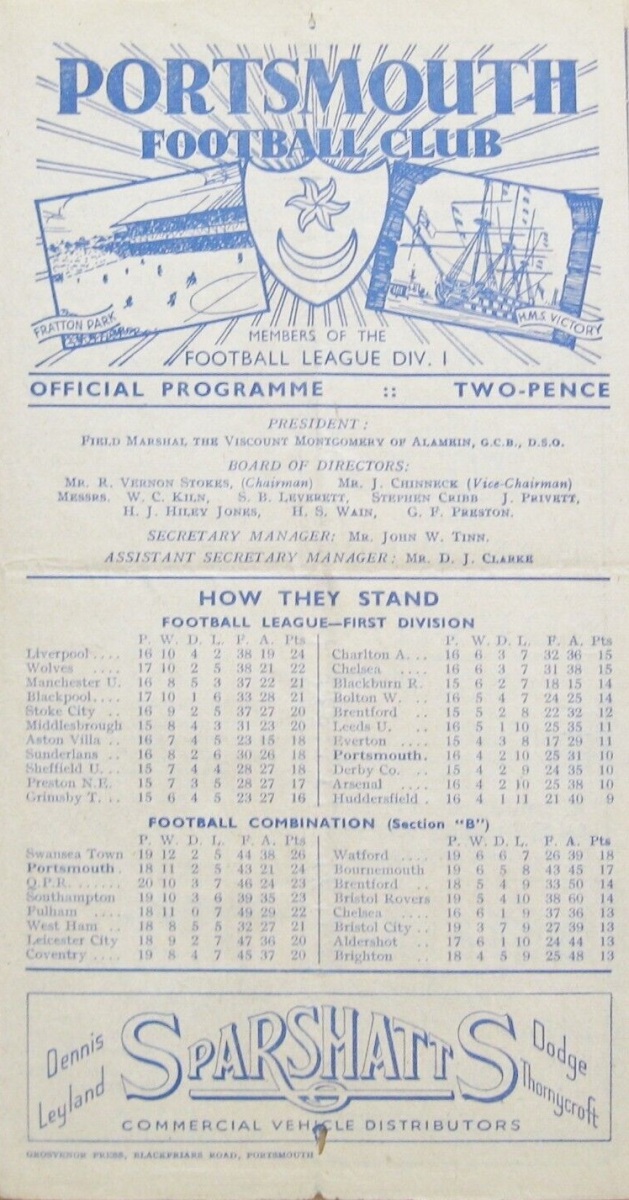 PORTSMOUTH
FOOTBALL CLUB
FRATTON PARK
H.M.S. VICTORY
MEMBERS OF THE
FOOTBALL LEAGUE DIV. I
OFFICIAL PROGRAMME :: TWO-PENCE
PRESIDENT:
FIELD MARSHAL THE VISCOUNT MONTGOMERY OF ALAMEIN, G.C.B., D.S.O.
BOARD OF DIRECTORS:
MR. R. VERNON STOKES, (Chairman) MR. J. CHINNECK (Vice-Chairman)
MESSRS. W. C. KILN, S. B. LEVERETT, STEPHEN CRIBB J. PRIVETT,
H. J. HILEY JONES, H. S. WAIN, G. F. PRESTON.
SECRETARY MANAGER: MR. JOHN W. TINN.
ASSISTANT SECRETARY MANAGER: MR. D. J. CLARKE
HOW THEY STAND
FOOTBALL LEAGUE—FIRST DIVISION
P. W. D. L. F. A. Pts
Liverpool.... 16 10 4 2 38 19 24
Wolves .... 17 10 2 5 38 21 22
Manchester U. 16 8 5 3 37 22 21
Blackpool.... 17 10 1 6 33 28 21
Stoke City .. 16 9 2 5 37 27 20
Middlesbrough 15 8 4 3 31 23 20
Aston Villa .. 16 7 4 5 23 15 18
Sunderlans .. 16 8 2 6 30 26 18
Sheffield U... 15 7 4 4 28 27 18
Preston N.E. 15 7 3 5 28 27 17
Grimsby T. .. 15 6 4 5 23 27 16
P. W. D. L. F. A. Pts
Charlton A... 16 6 3 7 32 36 15
Chelsea .... 16 6 3 7 31 38 15
Blackburn R. 15 6 2 7 18 15 14
Bolton W. .. 16 5 4 7 24 25 14
Brentford .. 15 5 2 8 22 32 12
Leeds U. .. 16 5 1 10 25 35 11
Everton .... 15 4 3 8 17 29 11
Portsmouth. 16 4 2 10 25 31 10
Derby Co. .. 15 4 2 9 24 35 10
Arsenal .... 16 4 2 10 25 38 10
Huddersfield . 16 4 1 11 21 40 9
FOOTBALL COMBINATION (Section "B")
P. W. D. L. F. A. Pts
Swansea Town 19 12 2 5 44 38 26
Portsmouth . 18 11 2 5 43 21 24
Q.P.R. ...... 20 10 3 7 46 24 23
Southampton 19 10 3 6 39 35 23
Fulham .... 18 11 0 7 49 29 22
West Ham .. 18 8 5 5 32 27 21
Leicester City 18 9 2 7 47 36 20
Coventry .... 19 8 4 7 45 37 20
P. W. D. L. F. A. Pts
Watford .... 19 6 6 7 26 39 18
Bournemouth 19 6 5 8 43 45 17
Brentford .. 18 5 4 9 33 50 14
Bristol Rovers 19 5 4 10 38 60 14
Chelsea .... 16 6 1 9 37 36 13
Bristol City .. 19 3 7 9 27 39 13
Aldershot .. 17 6 1 10 24 44 13
Brighton .. 18 4 5 9 25 48 13
Dennis
Leyland
SPARSHATTS
Dodge
Thornycroft
COMMERCIAL VEHICLE DISTRIBUTORS
GROSVENOR PRESS, BLACKFRIARS ROAD, PORTSMOUTH